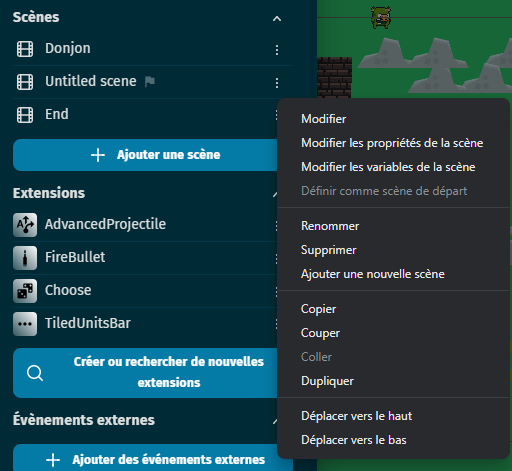 Scènes
Donjon
Untitled scene
End
Ajouter une scène
Extensions
AdvancedProjectile
FireBullet
Choose
TiledUnitsBar
Créer ou rechercher de nouvelles
extensions
Évènements externes
Ajouter des événements externes
Modifier
Modifier les propriétés de la scène
Modifier les variables de la scène
Définir comme scène de départ
Renommer
Supprimer
Ajouter une nouvelle scène
Copier
Couper
Coller
Dupliquer
Déplacer vers le haut
Déplacer vers le bas